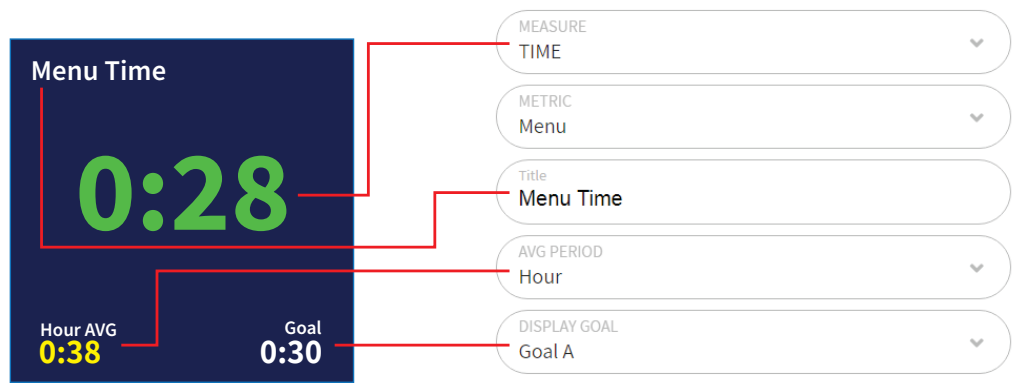 Menu Time
0:28
Hour AVG
0:38
Goal
0:30
MEASURE
TIME
METRIC
Menu
Title
Menu Time
AVG PERIOD
Hour
DISPLAY GOAL
Goal A